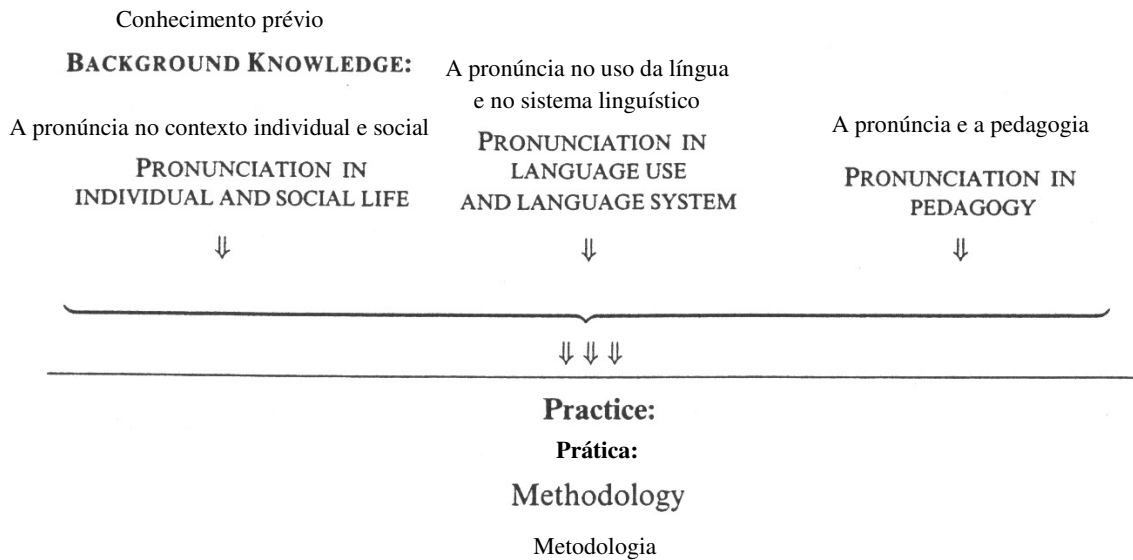 Conhecimento prévio
BACKGROUND KNOWLEDGE:
A pronúncia no contexto individual e social
PRONUNCIATION IN
INDIVIDUAL AND SOCIAL LIFE
A pronúncia no uso da língua
e no sistema linguístico
PRONUNCIATION IN
LANGUAGE USE
AND LANGUAGE SYSTEM
A pronúncia e a pedagogia
PRONUNCIATION IN
PEDAGOGY
Practice:
Prática:
Methodology
Metodologia